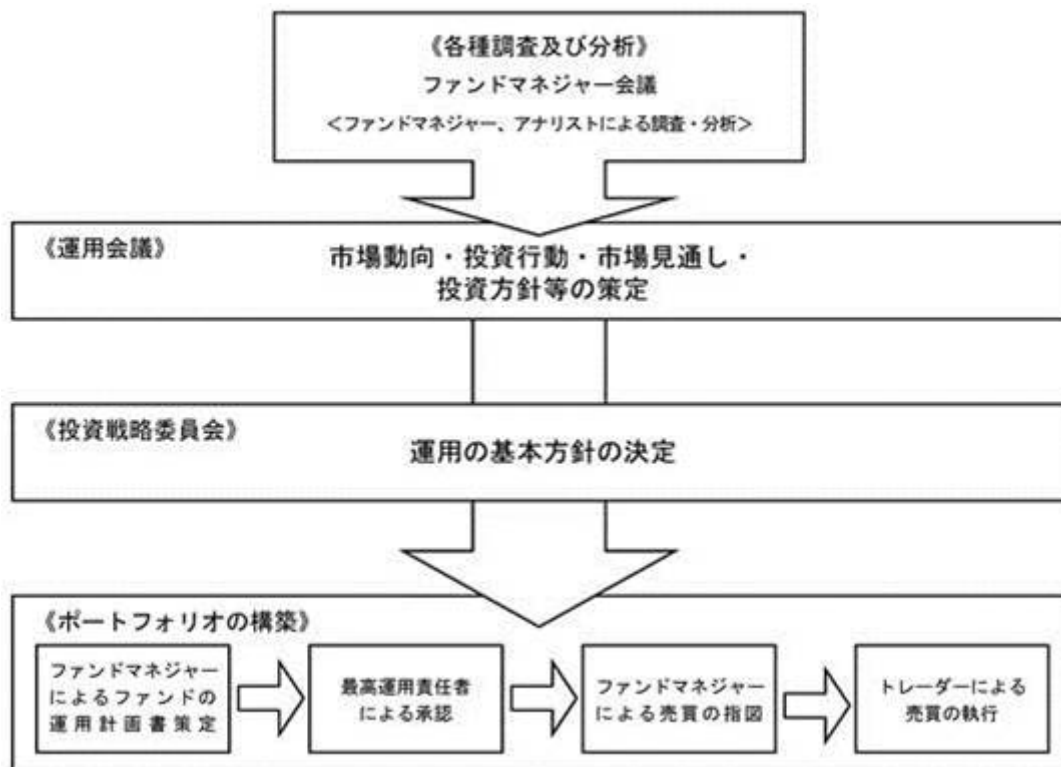 《各種調査及び分析》
ファンドマネジャー会議
<ファンドマネジャー、アナリストによる調査・分析>
《運用会議》
市場動向・投資行動・市場見通し・
投資方針等の策定
《投資戦略委員会》
運用の基本方針の決定
《ポートフォリオの構築》
ファンドマネジャー
によるファンドの
運用計画書策定
最高運用責任者
による承認
ファンドマネジャー
による売買の指図
トレーダーによる
売買の執行